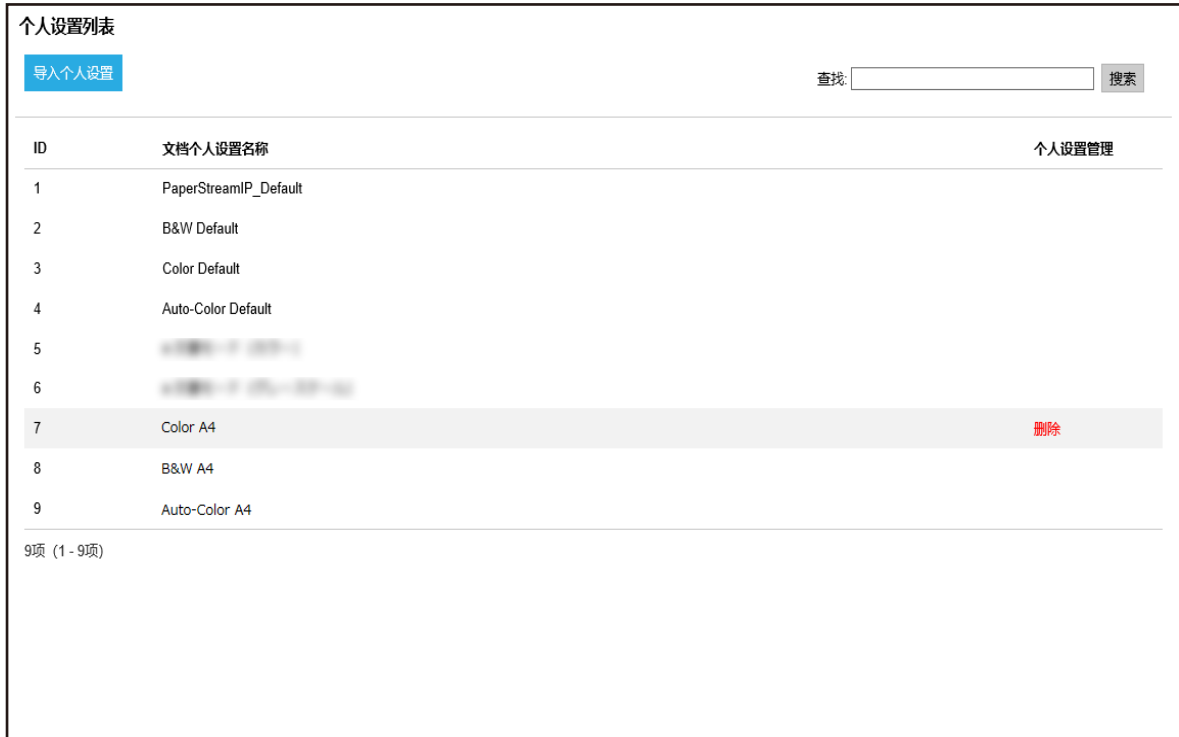 个人设置列表
导入个人设置
查找: 搜索
ID 文档个人设置名称 个人设置管理
1 PaperStreamIP_Default
2 B&W Default
3 Color Default
4 Auto-Color Default
5
6
7 Color A4 删除
8 B&W A4
9 Auto-Color A4
9项 (1 - 9项)